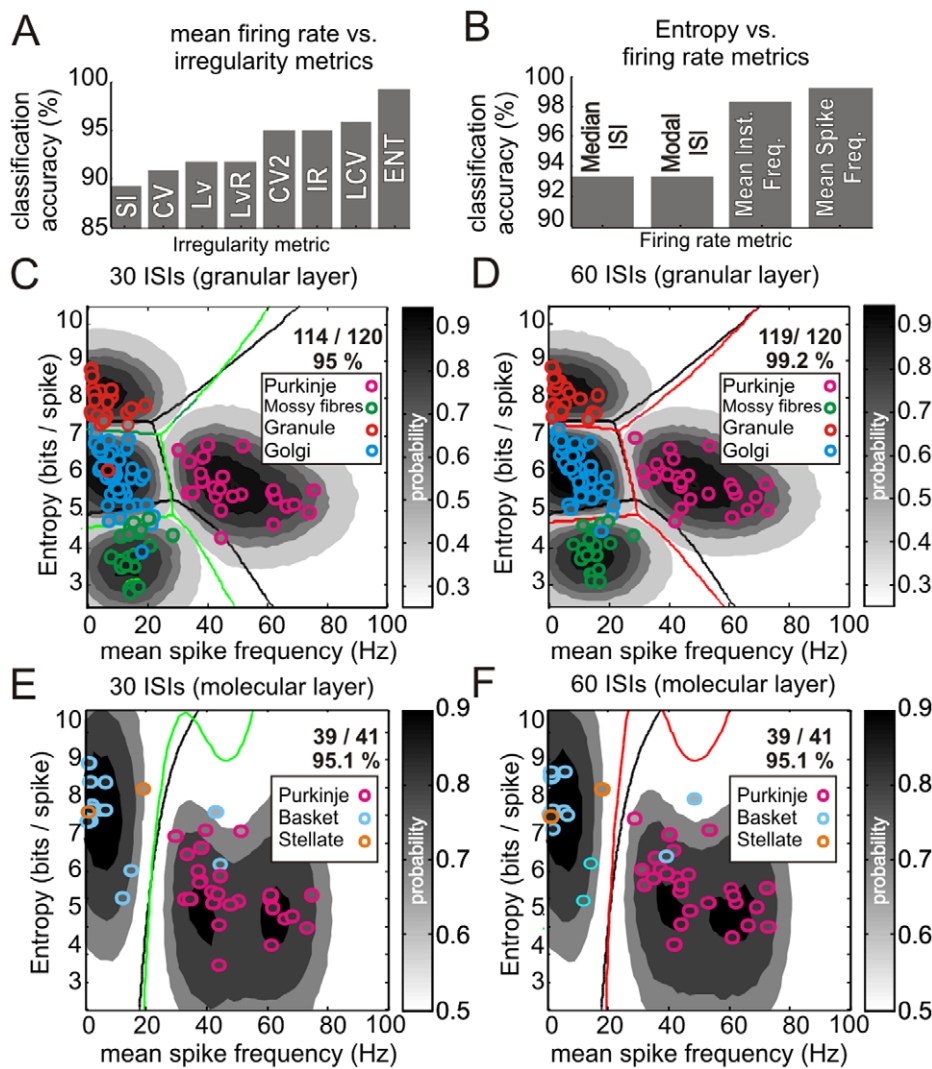 A
mean firing rate vs.
irregularity metrics
classification
accuracy (%)
100
95
90
85
SI
CV
Lv
LvR
CV2
IR
LCV
ENT
Irregularity metric
B
Entropy vs.
firing rate metrics
classification
accuracy (%)
100
98
96
94
92
90
Median
ISI
Modal
ISI
Mean Inst.
Freq.
Mean Spike
Freq.
Firing rate metric
C
30 ISIs (granular layer)
Entropy (bits / spike)
10
9
8
7
6
5
4
3
114 / 120
95 %
Purkinje
Mossy fibres
Granule
Golgi
0 20 40 60 80 100
mean spike frequency (Hz)
0.9
0.8
0.7
0.6
0.5
0.4
0.3
probability
D
60 ISIs (granular layer)
Entropy (bits / spike)
10
9
8
7
6
5
4
3
119/ 120
99.2 %
Purkinje
Mossy fibres
Granule
Golgi
0 20 40 60 80 100
mean spike frequency (Hz)
0.9
0.8
0.7
0.6
0.5
0.4
0.3
probability
E
30 ISIs (molecular layer)
Entropy (bits / spike)
10
9
8
7
6
5
4
3
39 / 41
95.1 %
Purkinje
Basket
Stellate
0 20 40 60 80 100
mean spike frequency (Hz)
0.9
0.8
0.7
0.6
0.5
probability
F
60 ISIs (molecular layer)
Entropy (bits / spike)
10
9
8
7
6
5
4
3
39 / 41
95.1 %
Purkinje
Basket
Stellate
0 20 40 60 80 100
mean spike frequency (Hz)
0.9
0.8
0.7
0.6
0.5
probability